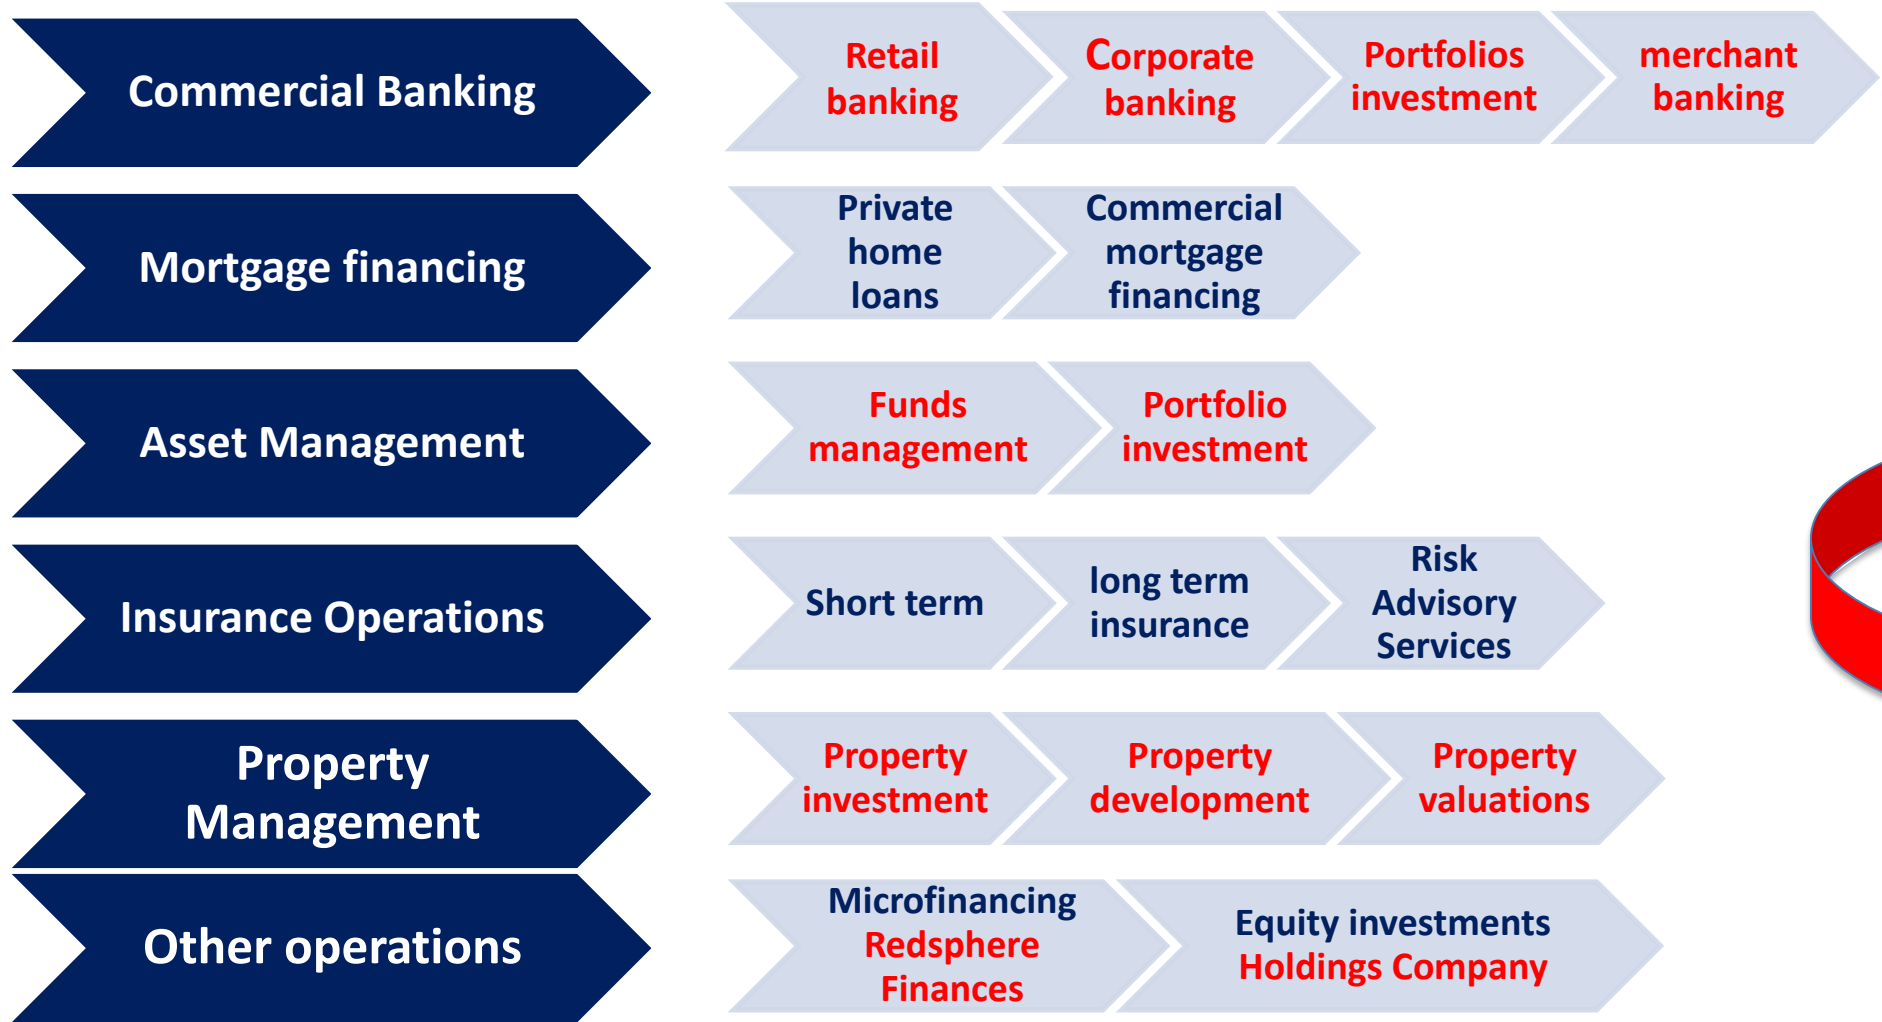 Commercial Banking
Retail
banking
Corporate
banking
Portfolios
investment
merchant
banking
Mortgage financing
Private
home
loans
Commercial
mortgage
financing
Asset Management
Funds
management
Portfolio
investment
Insurance Operations
Short term
long term
insurance
Risk
Advisory
Services
Property
Management
Property
investment
Property
development
Property
valuations
Other operations
Microfinancing
Redsphere
Finances
Equity investments
Holdings Company